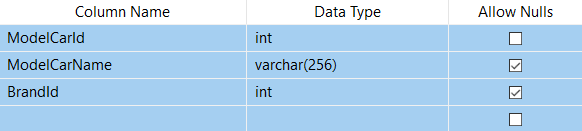 Column Name Data Type Allow Nulls
ModelCarId int
ModelCarName varchar(256)
BrandId int